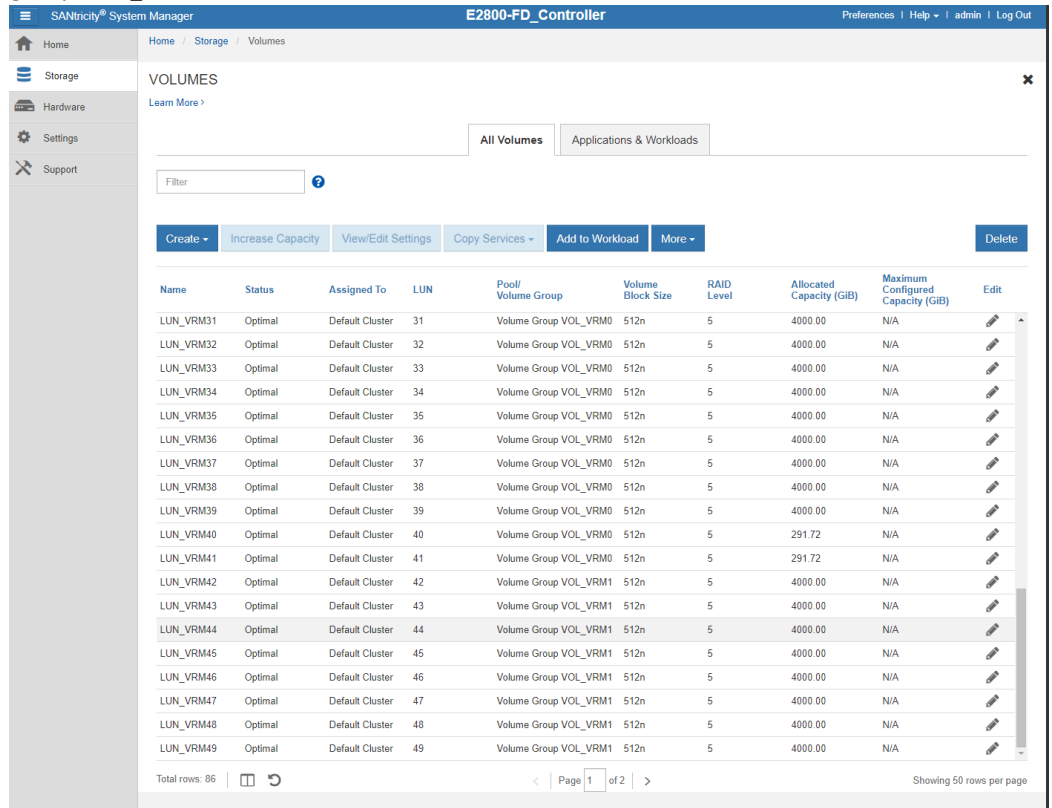 SANtricity® System Manager E2800-FD_Controller Preferences | Help | admin | Log Out
Home
Storage
Hardware
Settings
Support
Home / Storage / Volumes
VOLUMES
Learn More >
All Volumes Applications & Workloads
Filter
Create Increase Capacity View/Edit Settings Copy Services Add to Workload More Delete
Name Status Assigned To LUN Pool/ Volume Group Volume Block Size RAID Level Allocated Capacity (GiB) Maximum Configured Capacity (GiB) Edit
LUN_VRM31 Optimal Default Cluster 31 Volume Group VOL_VRM0 512n 5 4000.00 N/A
LUN_VRM32 Optimal Default Cluster 32 Volume Group VOL_VRM0 512n 5 4000.00 N/A
LUN_VRM33 Optimal Default Cluster 33 Volume Group VOL_VRM0 512n 5 4000.00 N/A
LUN_VRM34 Optimal Default Cluster 34 Volume Group VOL_VRM0 512n 5 4000.00 N/A
LUN_VRM35 Optimal Default Cluster 35 Volume Group VOL_VRM0 512n 5 4000.00 N/A
LUN_VRM36 Optimal Default Cluster 36 Volume Group VOL_VRM0 512n 5 4000.00 N/A
LUN_VRM37 Optimal Default Cluster 37 Volume Group VOL_VRM0 512n 5 4000.00 N/A
LUN_VRM38 Optimal Default Cluster 38 Volume Group VOL_VRM0 512n 5 4000.00 N/A
LUN_VRM39 Optimal Default Cluster 39 Volume Group VOL_VRM0 512n 5 4000.00 N/A
LUN_VRM40 Optimal Default Cluster 40 Volume Group VOL_VRM0 512n 5 291.72 N/A
LUN_VRM41 Optimal Default Cluster 41 Volume Group VOL_VRM0 512n 5 291.72 N/A
LUN_VRM42 Optimal Default Cluster 42 Volume Group VOL_VRM1 512n 5 4000.00 N/A
LUN_VRM43 Optimal Default Cluster 43 Volume Group VOL_VRM1 512n 5 4000.00 N/A
LUN_VRM44 Optimal Default Cluster 44 Volume Group VOL_VRM1 512n 5 4000.00 N/A
LUN_VRM45 Optimal Default Cluster 45 Volume Group VOL_VRM1 512n 5 4000.00 N/A
LUN_VRM46 Optimal Default Cluster 46 Volume Group VOL_VRM1 512n 5 4000.00 N/A
LUN_VRM47 Optimal Default Cluster 47 Volume Group VOL_VRM1 512n 5 4000.00 N/A
LUN_VRM48 Optimal Default Cluster 48 Volume Group VOL_VRM1 512n 5 4000.00 N/A
LUN_VRM49 Optimal Default Cluster 49 Volume Group VOL_VRM1 512n 5 4000.00 N/A
Total rows: 86 < Page 1 of 2 > Showing 50 rows per page